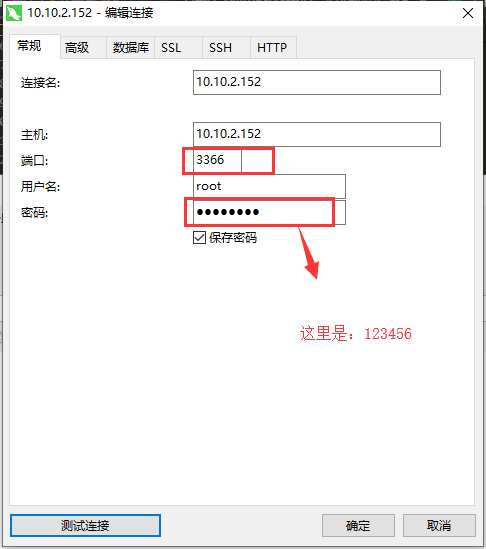 10.10.2.152 - 编辑连接
常规 高级 数据库 SSL SSH HTTP
连接名: 10.10.2.152
主机: 10.10.2.152
端口: 3366
用户名: root
密码: ●●●●●●●●
保存密码
这里是：123456
测试连接 确定 取消